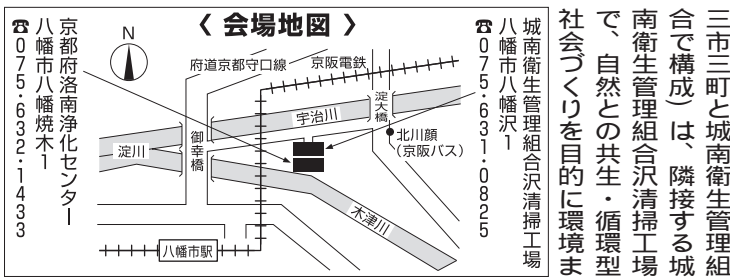 三市三町と城南衛生管理組
合で構成）は、隣接する城
南衛生管理組合沢清掃工場
で、自然との共生・循環型
社会づくりを目的に環境ま
〈 会場地図 〉
城南衛生管理組合沢清掃工場
八幡市八幡沢1
☎075・631・0825
京都府洛南浄化センター
八幡市八幡焼木1
☎075・632・1433
N
府道京都守口線
京阪電鉄
宇治川
淀大橋
北川顔
（京阪バス）
淀川
御幸橋
木津川
八幡市駅